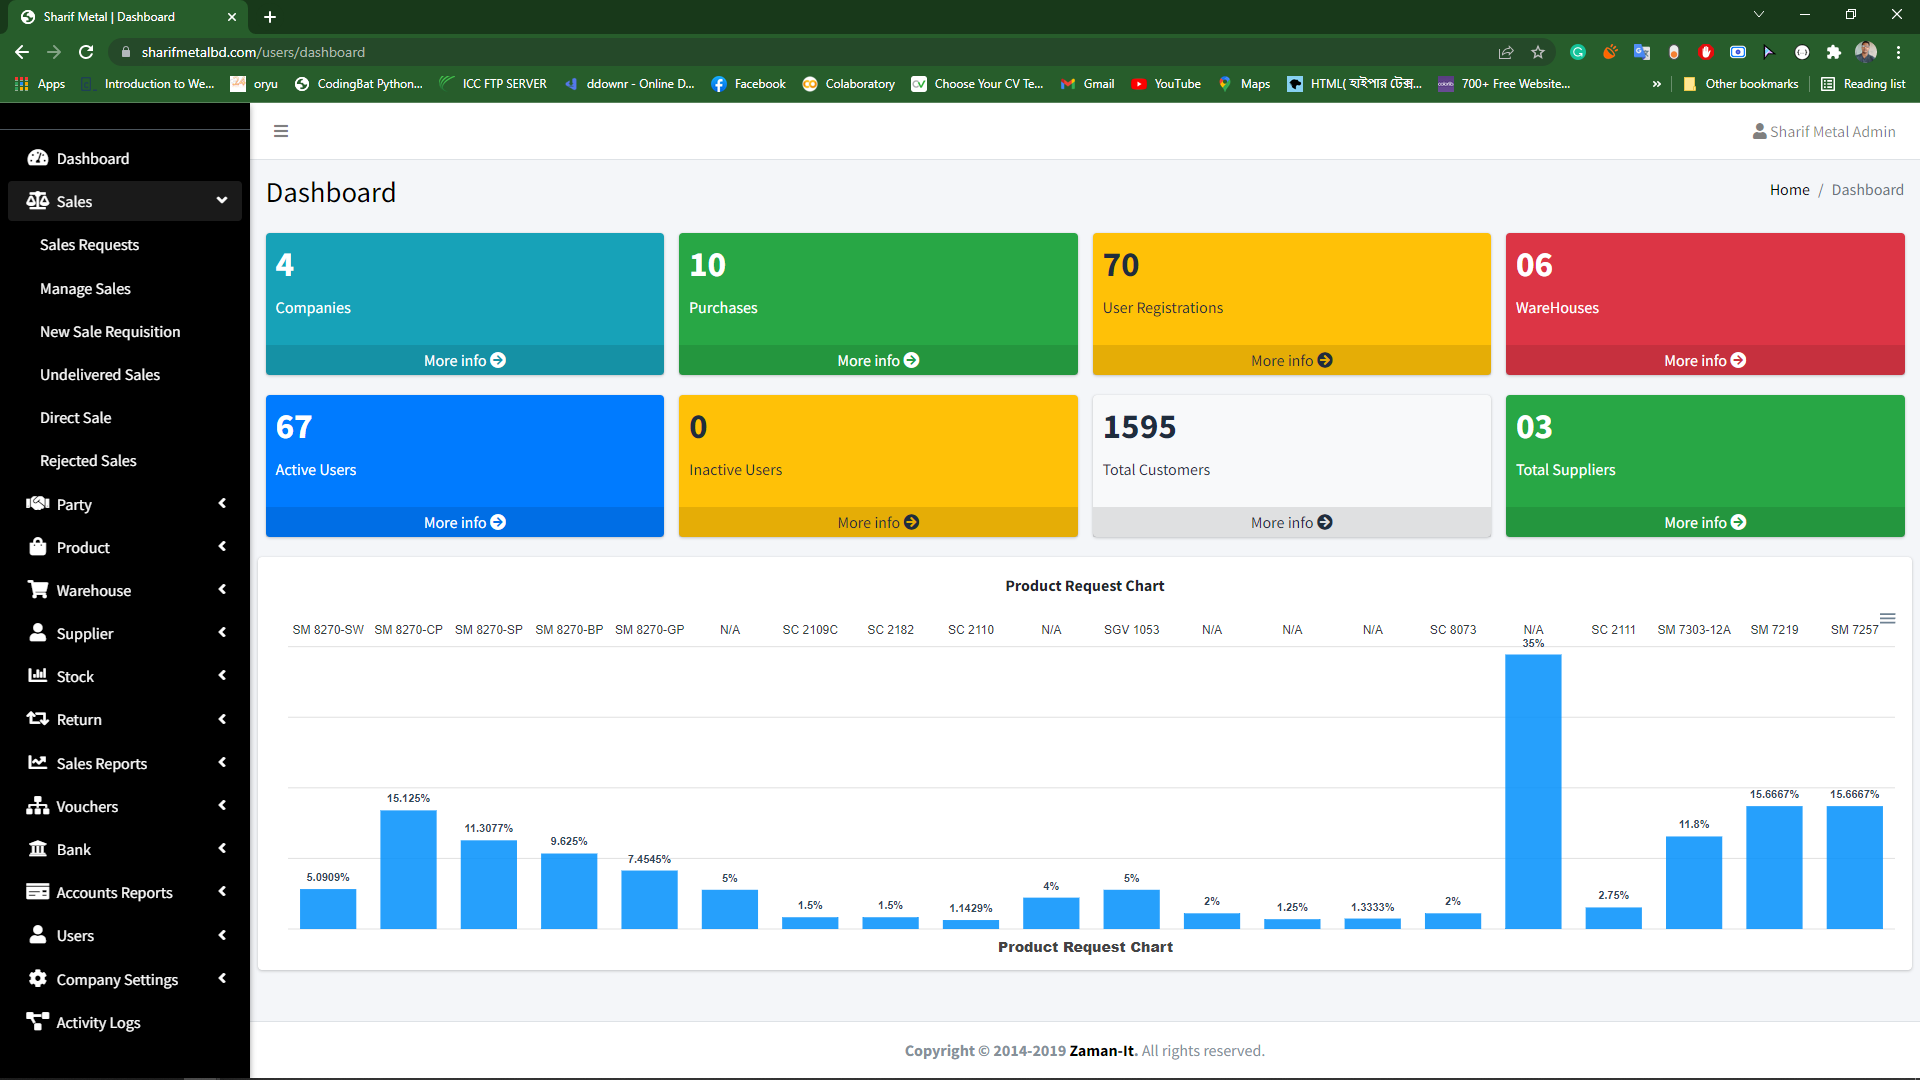 Sharif Metal | Dashboard
sharifmetalbd.com/users/dashboard
Apps
Introduction to We...
oryu
CodingBat Python...
ICC FTP SERVER
ddownr - Online D...
Facebook
Colaboratory
Choose Your CV Te...
Gmail
YouTube
Maps
HTML( হাইপার টেক্স...
700+ Free Website...
»
Other bookmarks
Reading list
Dashboard
Sales
Sales Requests
Manage Sales
New Sale Requisition
Undelivered Sales
Direct Sale
Rejected Sales
Party
Product
Warehouse
Supplier
Stock
Return
Sales Reports
Vouchers
Bank
Accounts Reports
Users
Company Settings
Activity Logs
Sharif Metal Admin
Dashboard
Home / Dashboard
4
Companies
More info
10
Purchases
More info
70
User Registrations
More info
06
WareHouses
More info
67
Active Users
More info
0
Inactive Users
More info
1595
Total Customers
More info
03
Total Suppliers
More info
Product Request Chart
SM 8270-SW SM 8270-CP SM 8270-SP SM 8270-BP SM 8270-GP N/A SC 2109C SC 2182 SC 2110 N/A SGV 1053 N/A N/A N/A SC 8073 N/A SC 2111 SM 7303-12A SM 7219 SM 7257
5.0909% 15.125% 11.3077% 9.625% 7.4545% 5% 1.5% 1.5% 1.1429% 4% 5% 2% 1.25% 1.3333% 2% 35% 2.75% 11.8% 15.6667% 15.6667%
Product Request Chart
Copyright © 2014-2019 Zaman-It. All rights reserved.